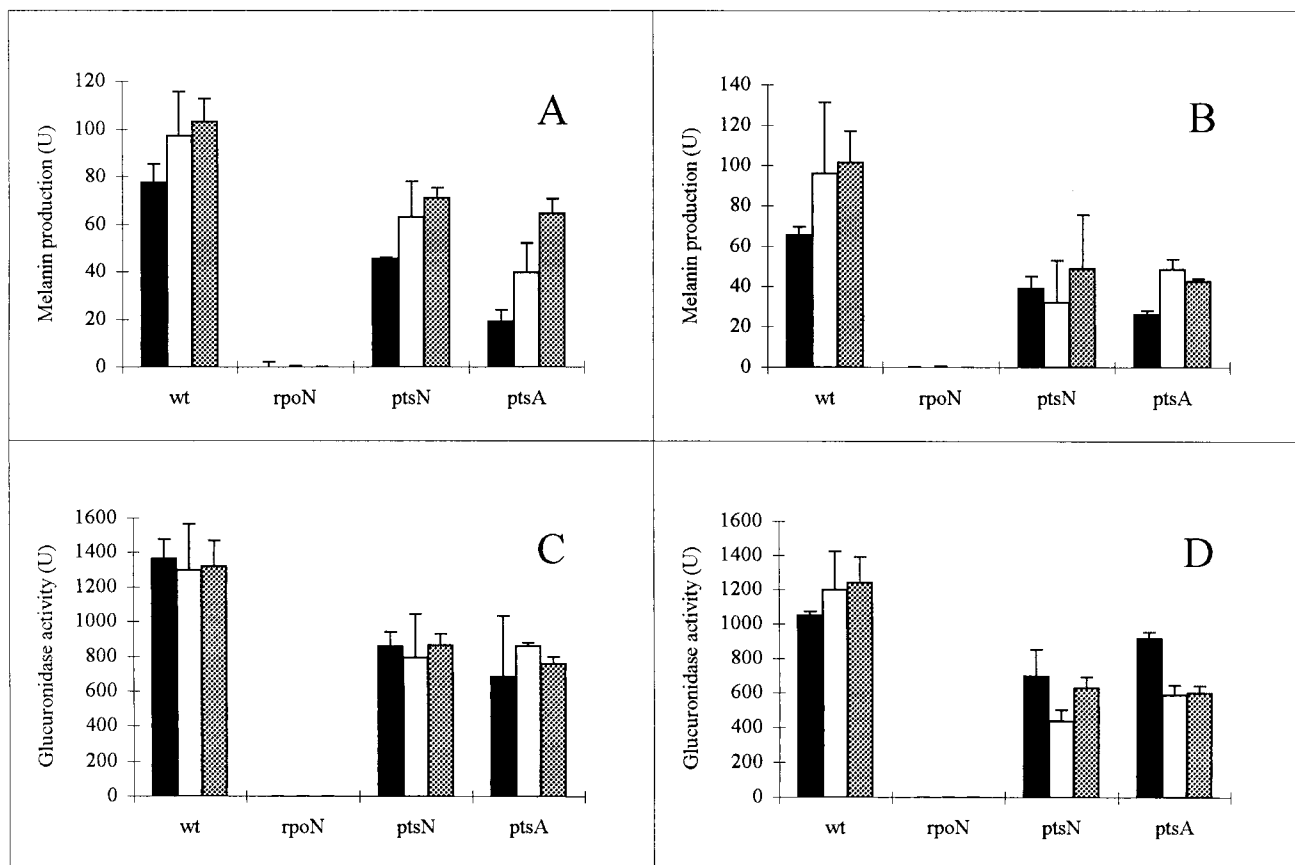 A
Melanin production (U)
120
100
80
60
40
20
0
wt rpoN ptsN ptsA
B
Melanin production (U)
140
120
100
80
60
40
20
0
wt rpoN ptsN ptsA
C
Glucuronidase activity (U)
1600
1400
1200
1000
800
600
400
200
0
wt rpoN ptsN ptsA
D
Glucuronidase activity (U)
1600
1400
1200
1000
800
600
400
200
0
wt rpoN ptsN ptsA